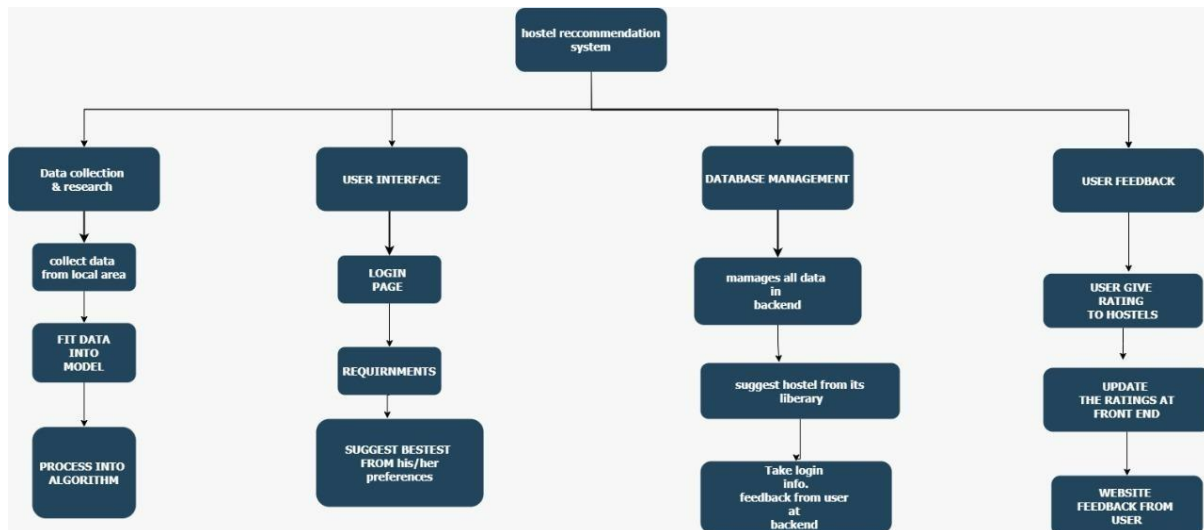 hostel reccommendation
system
Data collection
& research
USER INTERFACE
DATABASE MANAGEMENT
USER FEEDBACK
collect data
from local area
LOGIN
PAGE
mamages all data
in
backend
USER GIVE
RATING
TO HOSTELS
FIT DATA
INTO
MODEL
REQUIRNMENTS
suggest hostel from its
liberary
UPDATE
THE RATINGS AT
FRONT END
PROCESS INTO
ALGORITHM
SUGGEST BESTEST
FROM his/her
preferences
Take login
info.
feedback from user
at
backend
WEBSITE
FEEDBACK FROM
USER